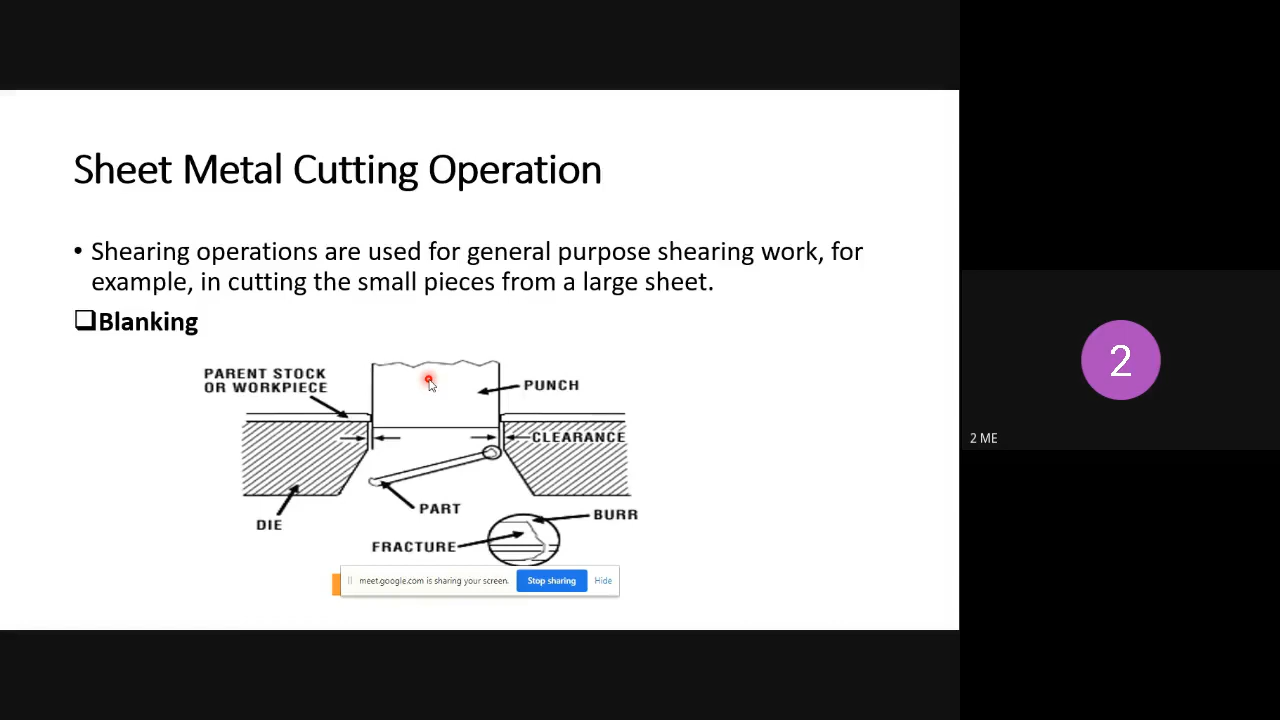 Sheet Metal Cutting Operation
• Shearing operations are used for general purpose shearing work, for
example, in cutting the small pieces from a large sheet.
❑Blanking
PARENT STOCK
OR WORKPIECE
PUNCH
CLEARANCE
PART
DIE
BURR
FRACTURE
meet.google.com is sharing your screen.
Stop sharing
Hide
2
2 ME